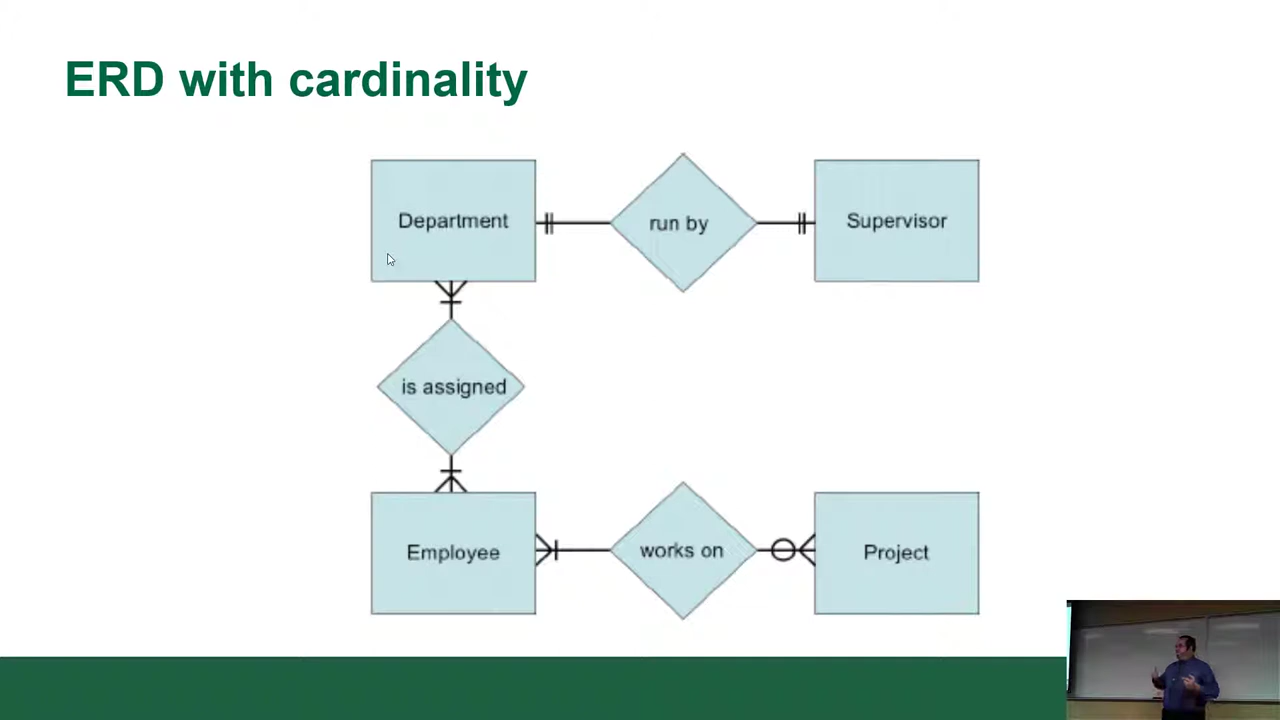 ERD with cardinality
Department
run by
Supervisor
is assigned
Employee
works on
Project